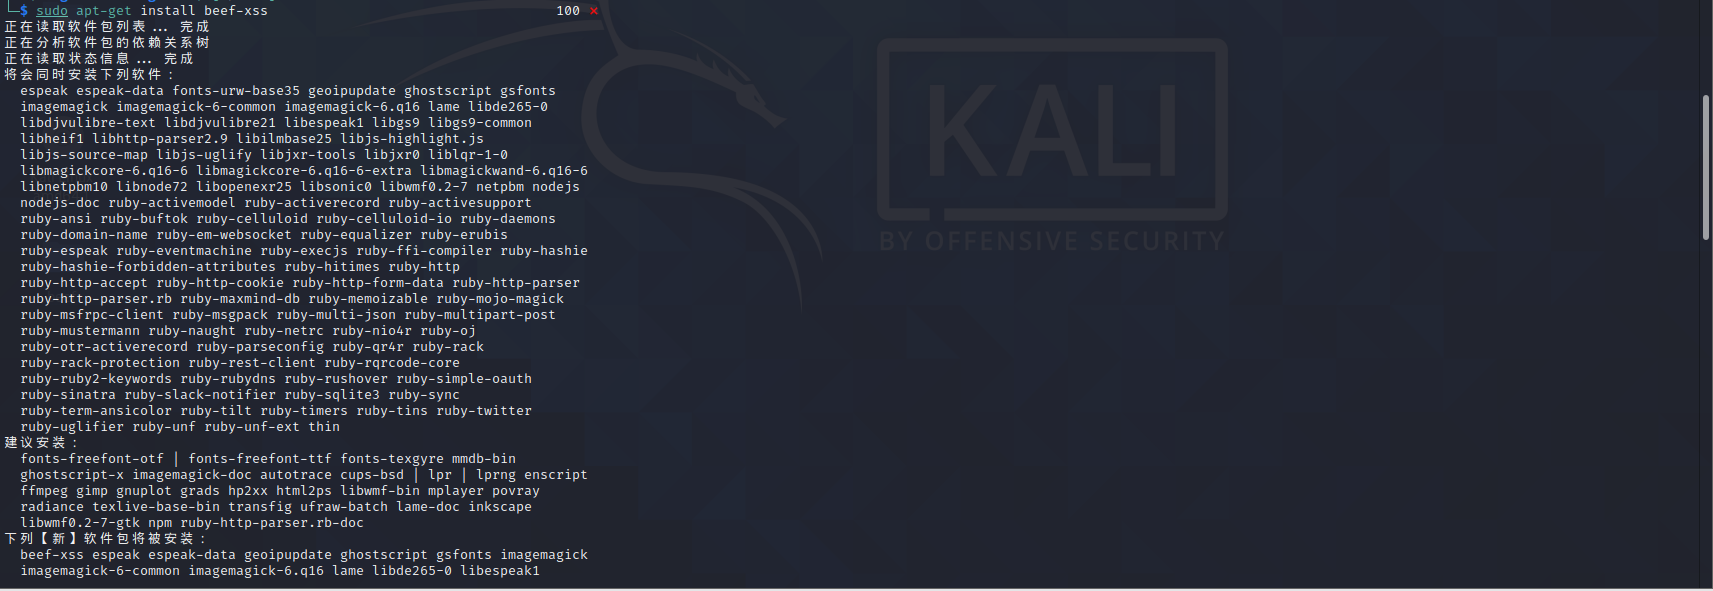 └─$ sudo apt-get install beef-xss 100 ⨯
正在读取软件包列表... 完成
正在分析软件包的依赖关系树
正在读取状态信息... 完成
将会同时安装下列软件：
espeak espeak-data fonts-urw-base35 geoipupdate ghostscript gsfonts
imagemagick imagemagick-6-common imagemagick-6.q16 lame libde265-0
libdjvulibre-text libdjvulibre21 libespeak1 libgs9 libgs9-common
libheif1 libhttp-parser2.9 libilmbase25 libjs-highlight.js
libjs-source-map libjs-uglify libjxr-tools libjxr0 liblqr-1-0
libmagickcore-6.q16-6 libmagickcore-6.q16-6-extra libmagickwand-6.q16-6
libnetpbm10 libnode72 libopenexr25 libsonic0 libwmf0.2-7 netpbm nodejs
nodejs-doc ruby-activemodel ruby-activerecord ruby-activesupport
ruby-ansi ruby-buftok ruby-celluloid ruby-celluloid-io ruby-daemons
ruby-domain-name ruby-em-websocket ruby-equalizer ruby-erubis
ruby-espeak ruby-eventmachine ruby-execjs ruby-ffi-compiler ruby-hashie
ruby-hashie-forbidden-attributes ruby-hitimes ruby-http
ruby-http-accept ruby-http-cookie ruby-http-form-data ruby-http-parser
ruby-http-parser.rb ruby-maxmind-db ruby-memoizable ruby-mojo-magick
ruby-msfrpc-client ruby-msgpack ruby-multi-json ruby-multipart-post
ruby-mustermann ruby-naught ruby-netrc ruby-nio4r ruby-oj
ruby-otr-activerecord ruby-parseconfig ruby-qr4r ruby-rack
ruby-rack-protection ruby-rest-client ruby-rqrcode-core
ruby-ruby2-keywords ruby-rubydns ruby-rushover ruby-simple-oauth
ruby-sinatra ruby-slack-notifier ruby-sqlite3 ruby-sync
ruby-term-ansicolor ruby-tilt ruby-timers ruby-tins ruby-twitter
ruby-uglifier ruby-unf ruby-unf-ext thin
建议安装：
fonts-freefont-otf | fonts-freefont-ttf fonts-texgyre mmdb-bin
ghostscript-x imagemagick-doc autotrace cups-bsd | lpr | lprng enscript
ffmpeg gimp gnuplot grads hp2xx html2ps libwmf-bin mplayer povray
radiance texlive-base-bin transfig ufraw-batch lame-doc inkscape
libwmf0.2-7-gtk npm ruby-http-parser.rb-doc
下列【新】软件包将被安装：
beef-xss espeak espeak-data geoipupdate ghostscript gsfonts imagemagick
imagemagick-6-common imagemagick-6.q16 lame libde265-0 libespeak1
KALI
BY OFFENSIVE SECURITY